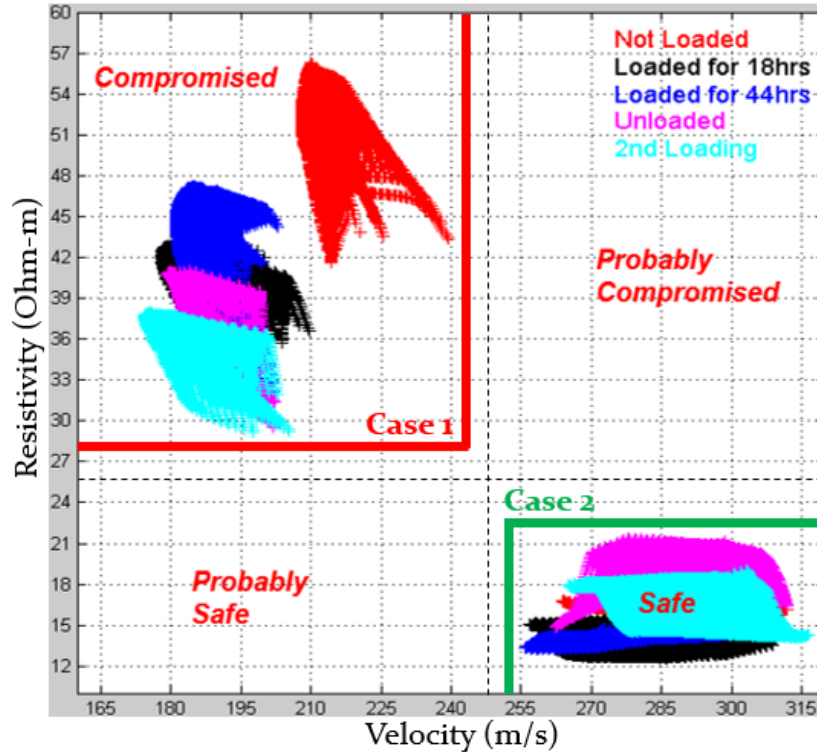 60
57
54
51
48
45
42
39
36
33
30
27
24
21
18
15
12
Resistivity (Ohm-m)
Compromised
Not Loaded
Loaded for 18hrs
Loaded for 44hrs
Unloaded
2nd Loading
Probably
Compromised
Case 1
Case 2
Probably
Safe
Safe
165 180 195 210 225 240 255 270 285 300 315
Velocity (m/s)